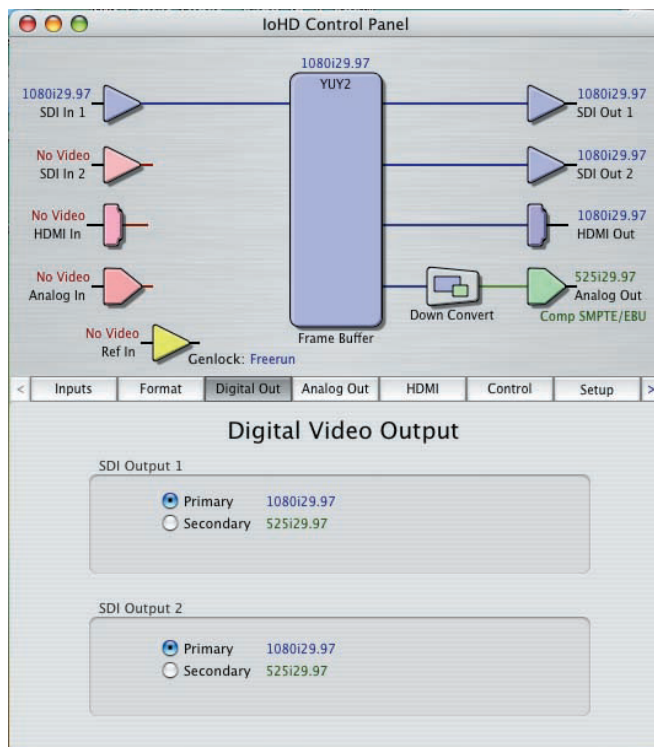 IoHD Control Panel
1080i29.97
YUY2
1080i29.97
SDI In 1
1080i29.97
SDI Out 1
No Video
SDI In 2
1080i29.97
SDI Out 2
No Video
HDMI In
1080i29.97
HDMI Out
No Video
Analog In
Down Convert
525i29.97
Analog Out
Comp SMPTE/EBU
No Video
Ref In
Genlock: Freerun
Frame Buffer
< Inputs Format Digital Out Analog Out HDMI Control Setup >
Digital Video Output
SDI Output 1
Primary 1080i29.97
Secondary 525i29.97
SDI Output 2
Primary 1080i29.97
Secondary 525i29.97